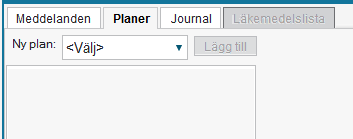 Meddelanden Planer Journal Läkemedelslista
Ny plan: <Välj> Lägg till